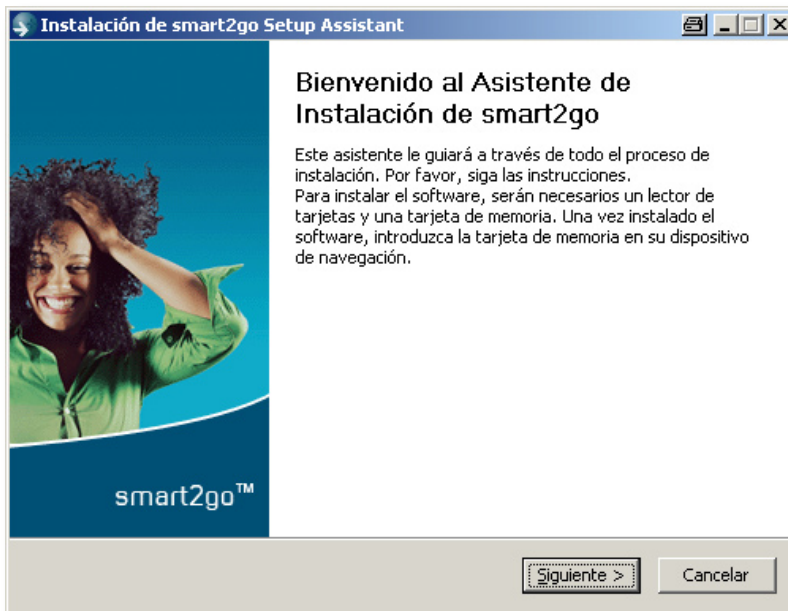 Instalación de smart2go Setup Assistant
Bienvenido al Asistente de
Instalación de smart2go
Este asistente le guiará a través de todo el proceso de
instalación. Por favor, siga las instrucciones.
Para instalar el software, serán necesarios un lector de
tarjetas y una tarjeta de memoria. Una vez instalado el
software, introduzca la tarjeta de memoria en su dispositivo
de navegación.
smart2go™
Siguiente >
Cancelar